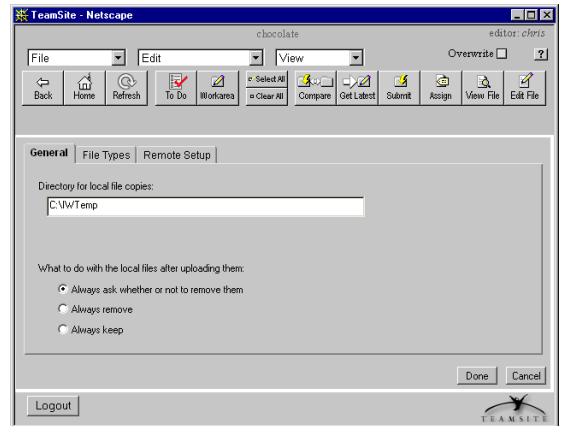 TeamSite - Netscape
chocolate
editor: chris
File Edit View Overwrite ?
Back Home Refresh To Do Workarea Select All Clear All Compare Get Latest Submit Assign View File Edit File
General File Types Remote Setup
Directory for local file copies:
C:\IWTemp
What to do with the local files after uploading them:
Always ask whether or not to remove them
Always remove
Always keep
Done Cancel
Logout
TEAMSITE